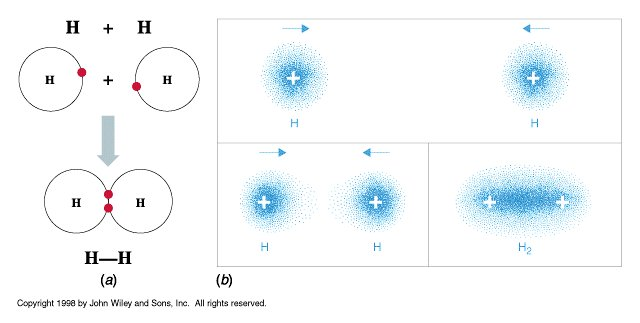 H + H
H + H
H H
H—H
(a)
H H
H H
H₂
(b)
Copyright 1998 by John Wiley and Sons, Inc. All rights reserved.